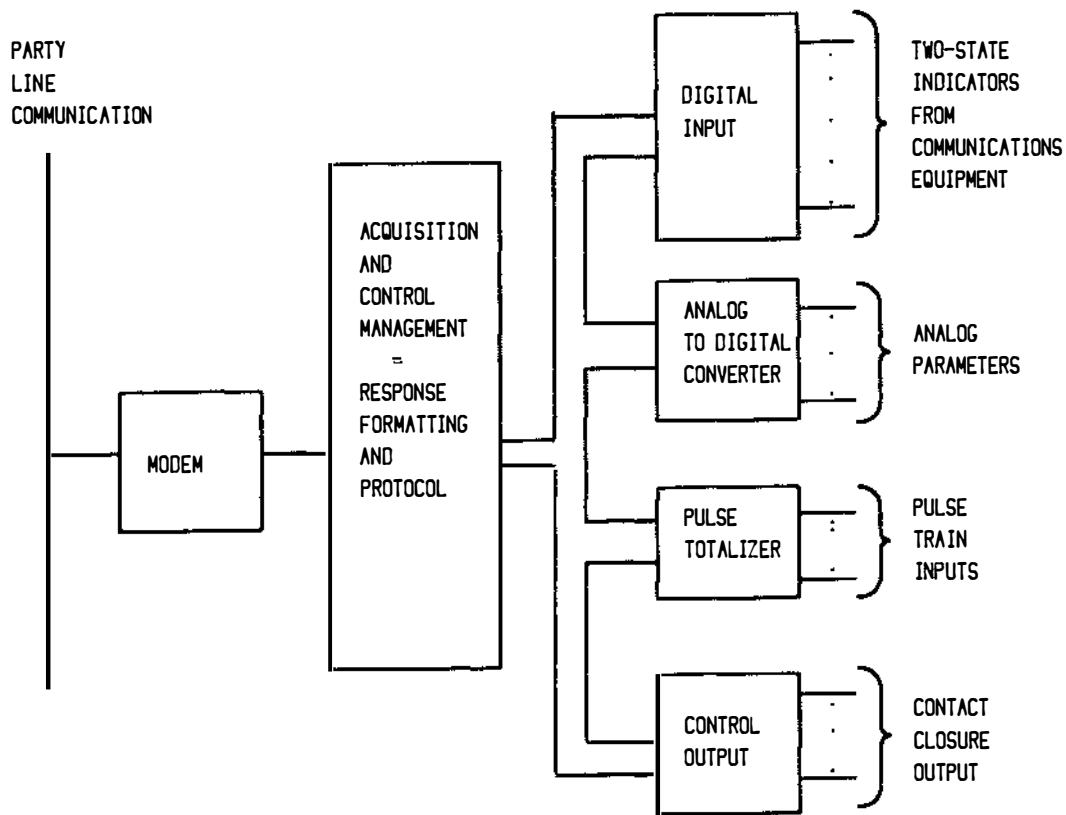 PARTY
LINE
COMMUNICATION
MODEM
ACQUISITION
AND
CONTROL
MANAGEMENT
=
RESPONSE
FORMATTING
AND
PROTOCOL
DIGITAL
INPUT
TWO-STATE
INDICATORS
FROM
COMMUNICATIONS
EQUIPMENT
ANALOG
TO DIGITAL
CONVERTER
ANALOG
PARAMETERS
PULSE
TOTALIZER
PULSE
TRAIN
INPUTS
CONTROL
OUTPUT
CONTACT
CLOSURE
OUTPUT